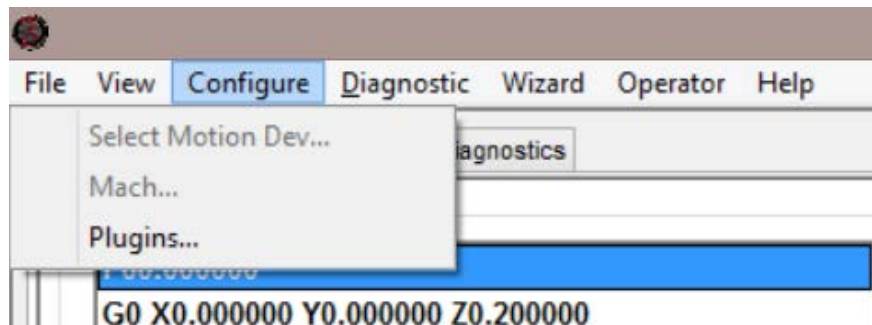 File View Configure Diagnostic Wizard Operator Help
Select Motion Dev...
Mach...
Plugins...
G0 X0.000000 Y0.000000 Z0.200000